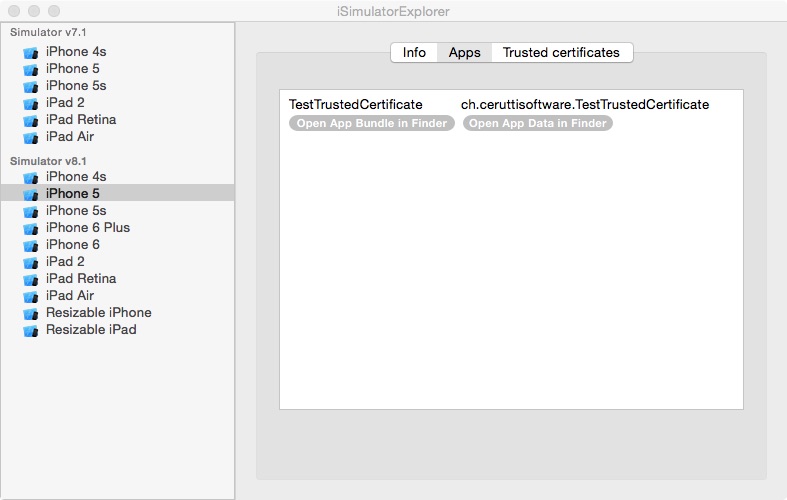 iSimulatorExplorer
Simulator v7.1
iPhone 4s
iPhone 5
iPhone 5s
iPad 2
iPad Retina
iPad Air
Simulator v8.1
iPhone 4s
iPhone 5
iPhone 5s
iPhone 6 Plus
iPhone 6
iPad 2
iPad Retina
iPad Air
Resizable iPhone
Resizable iPad
Info Apps Trusted certificates
TestTrustedCertificate ch.ceruttisoftware.TestTrustedCertificate
Open App Bundle in Finder Open App Data in Finder